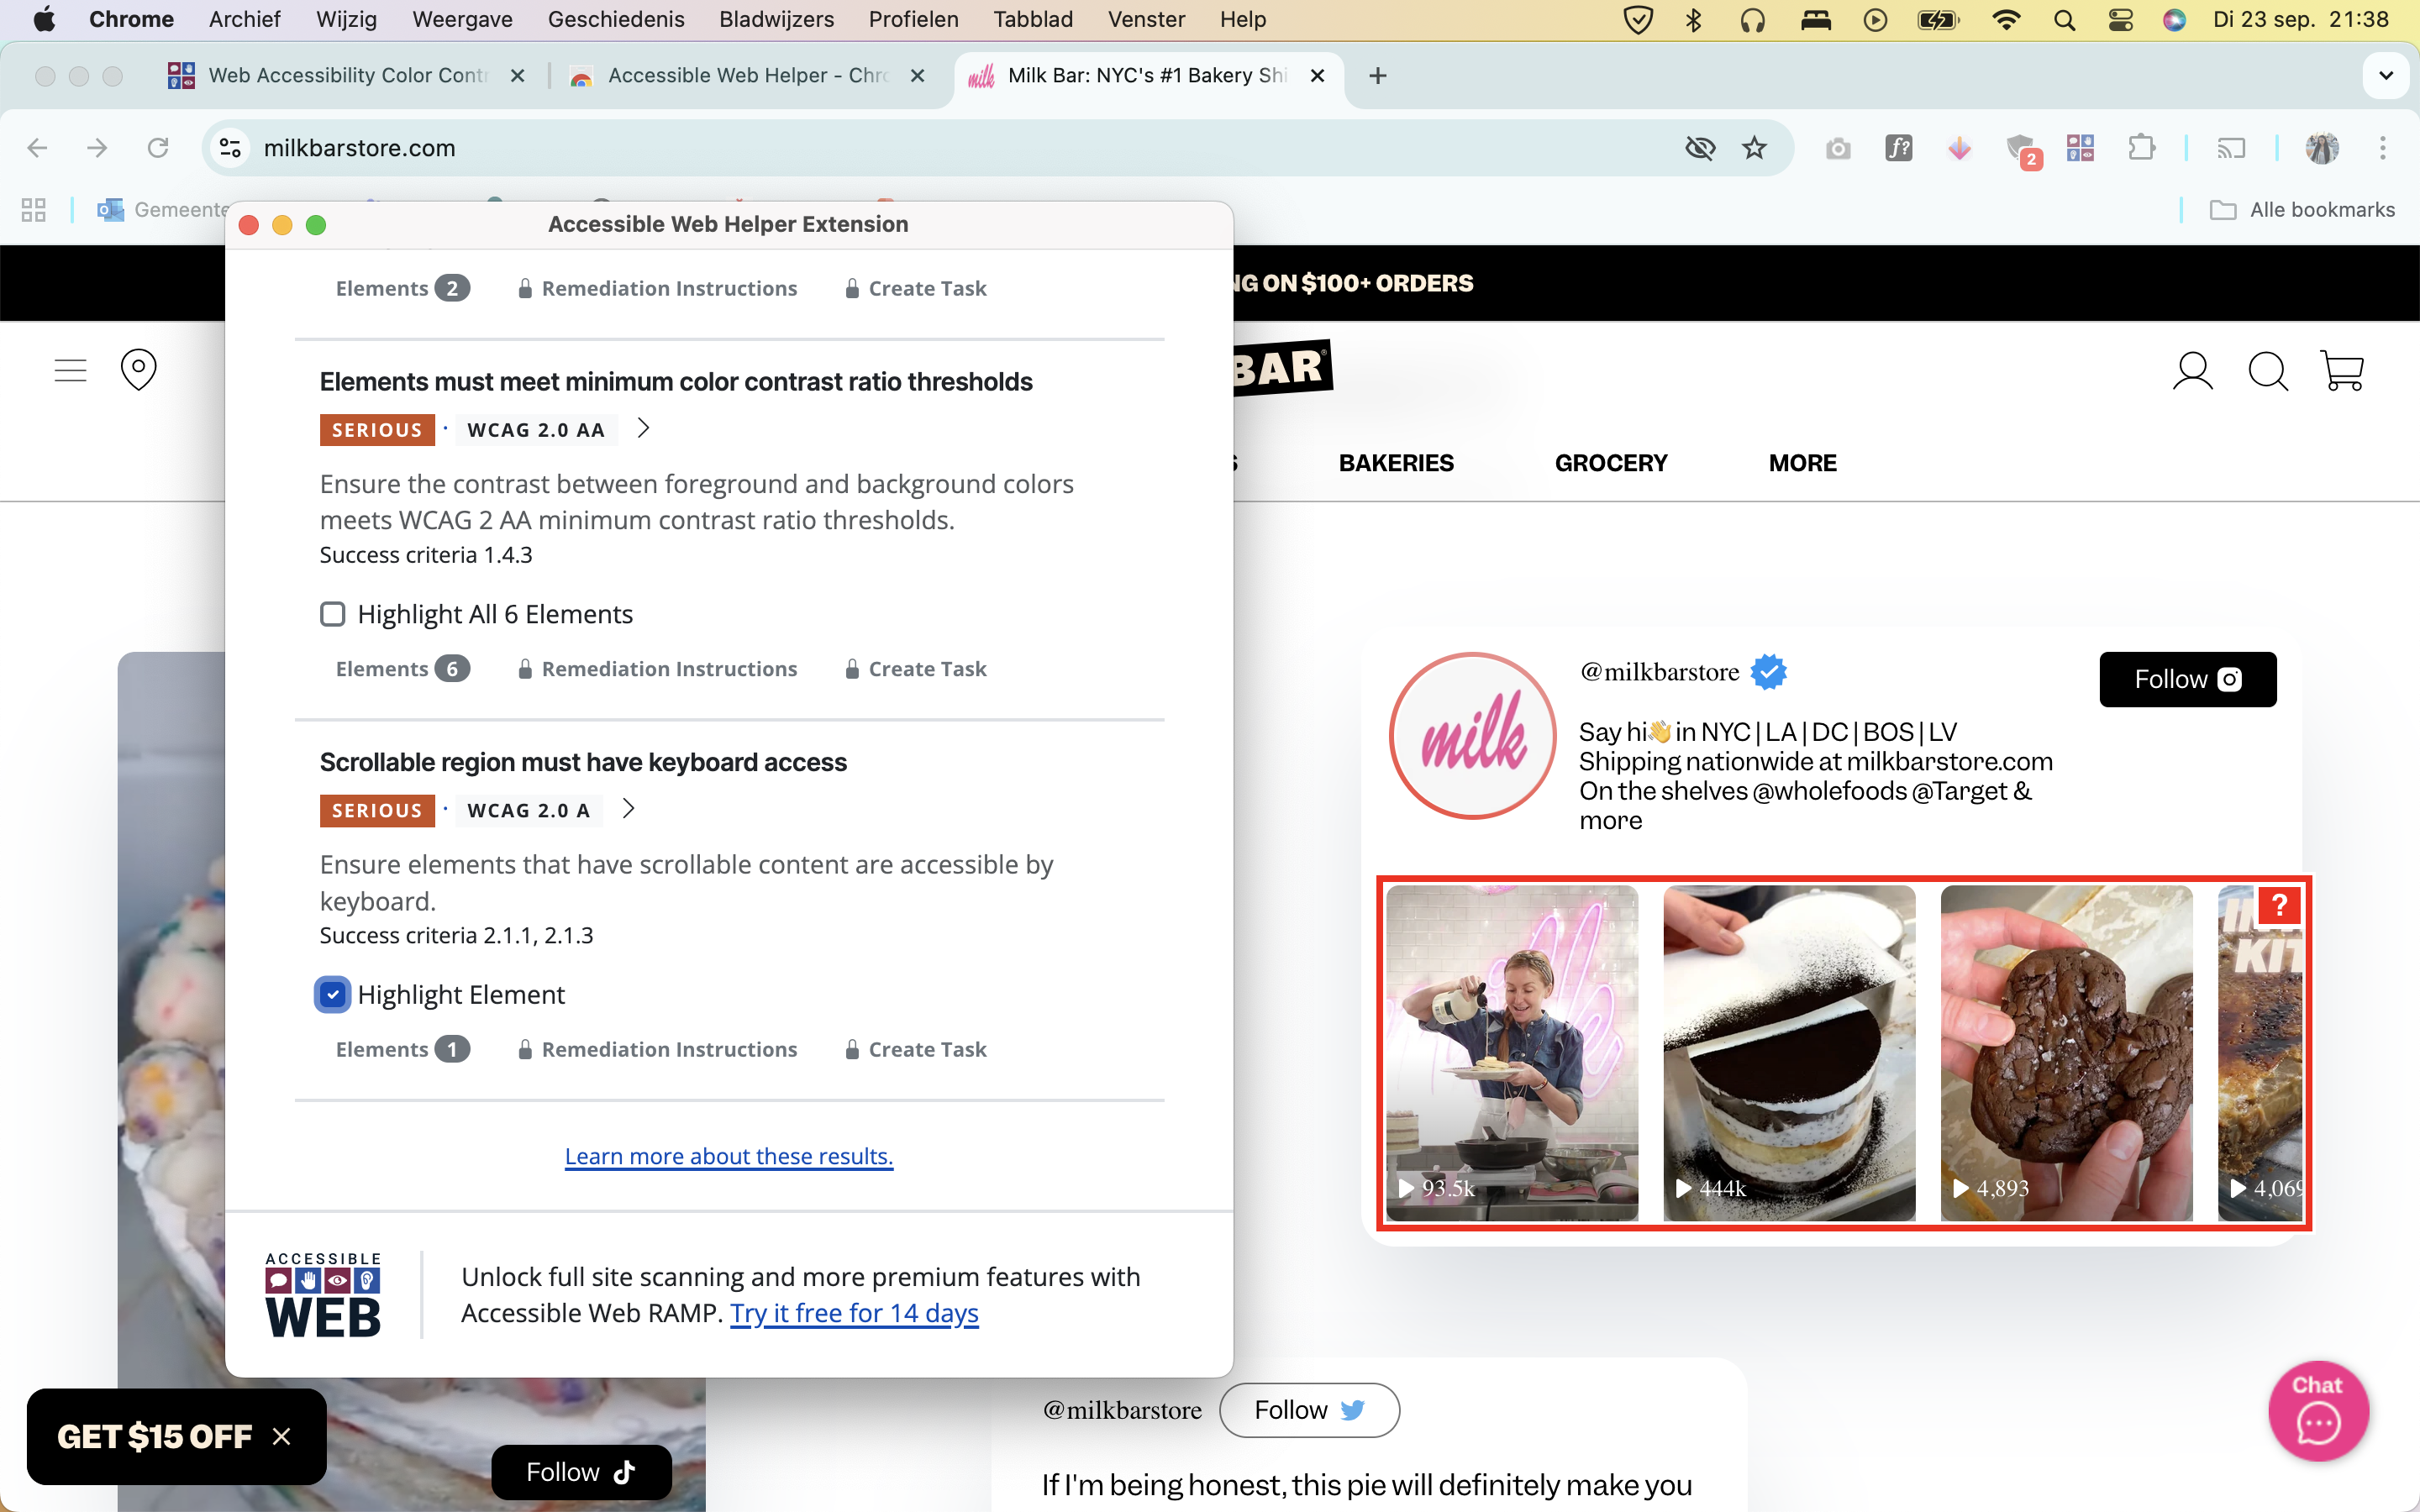 Chrome Archief Wijzig Weergave Geschiedenis Bladwijzers Profielen Tabblad Venster Help Di 23 sep. 21:38
Web Accessibility Color Contr
Accessible Web Helper - Chro
Milk Bar: NYC's #1 Bakery Shi
milkbarstore.com
f?
2
Gemeente
Alle bookmarks
Accessible Web Helper Extension
Elements 2 Remediation Instructions Create Task
Elements must meet minimum color contrast ratio thresholds
SERIOUS · WCAG 2.0 AA
Ensure the contrast between foreground and background colors
meets WCAG 2 AA minimum contrast ratio thresholds.
Success criteria 1.4.3
Highlight All 6 Elements
Elements 6 Remediation Instructions Create Task
Scrollable region must have keyboard access
SERIOUS · WCAG 2.0 A
Ensure elements that have scrollable content are accessible by
keyboard.
Success criteria 2.1.1, 2.1.3
Highlight Element
Elements 1 Remediation Instructions Create Task
Learn more about these results.
ACCESSIBLE
WEB
Unlock full site scanning and more premium features with
Accessible Web RAMP. Try it free for 14 days
NG ON $100+ ORDERS
BAR
BAKERIES GROCERY MORE
milk
@milkbarstore
Follow
Say hi👋in NYC | LA | DC | BOS | LV
Shipping nationwide at milkbarstore.com
On the shelves @wholefoods @Target &
more
?
KIT
93.5k
444k
4,893
4,069
GET $15 OFF
Follow
@milkbarstore Follow
If I'm being honest, this pie will definitely make you
Chat